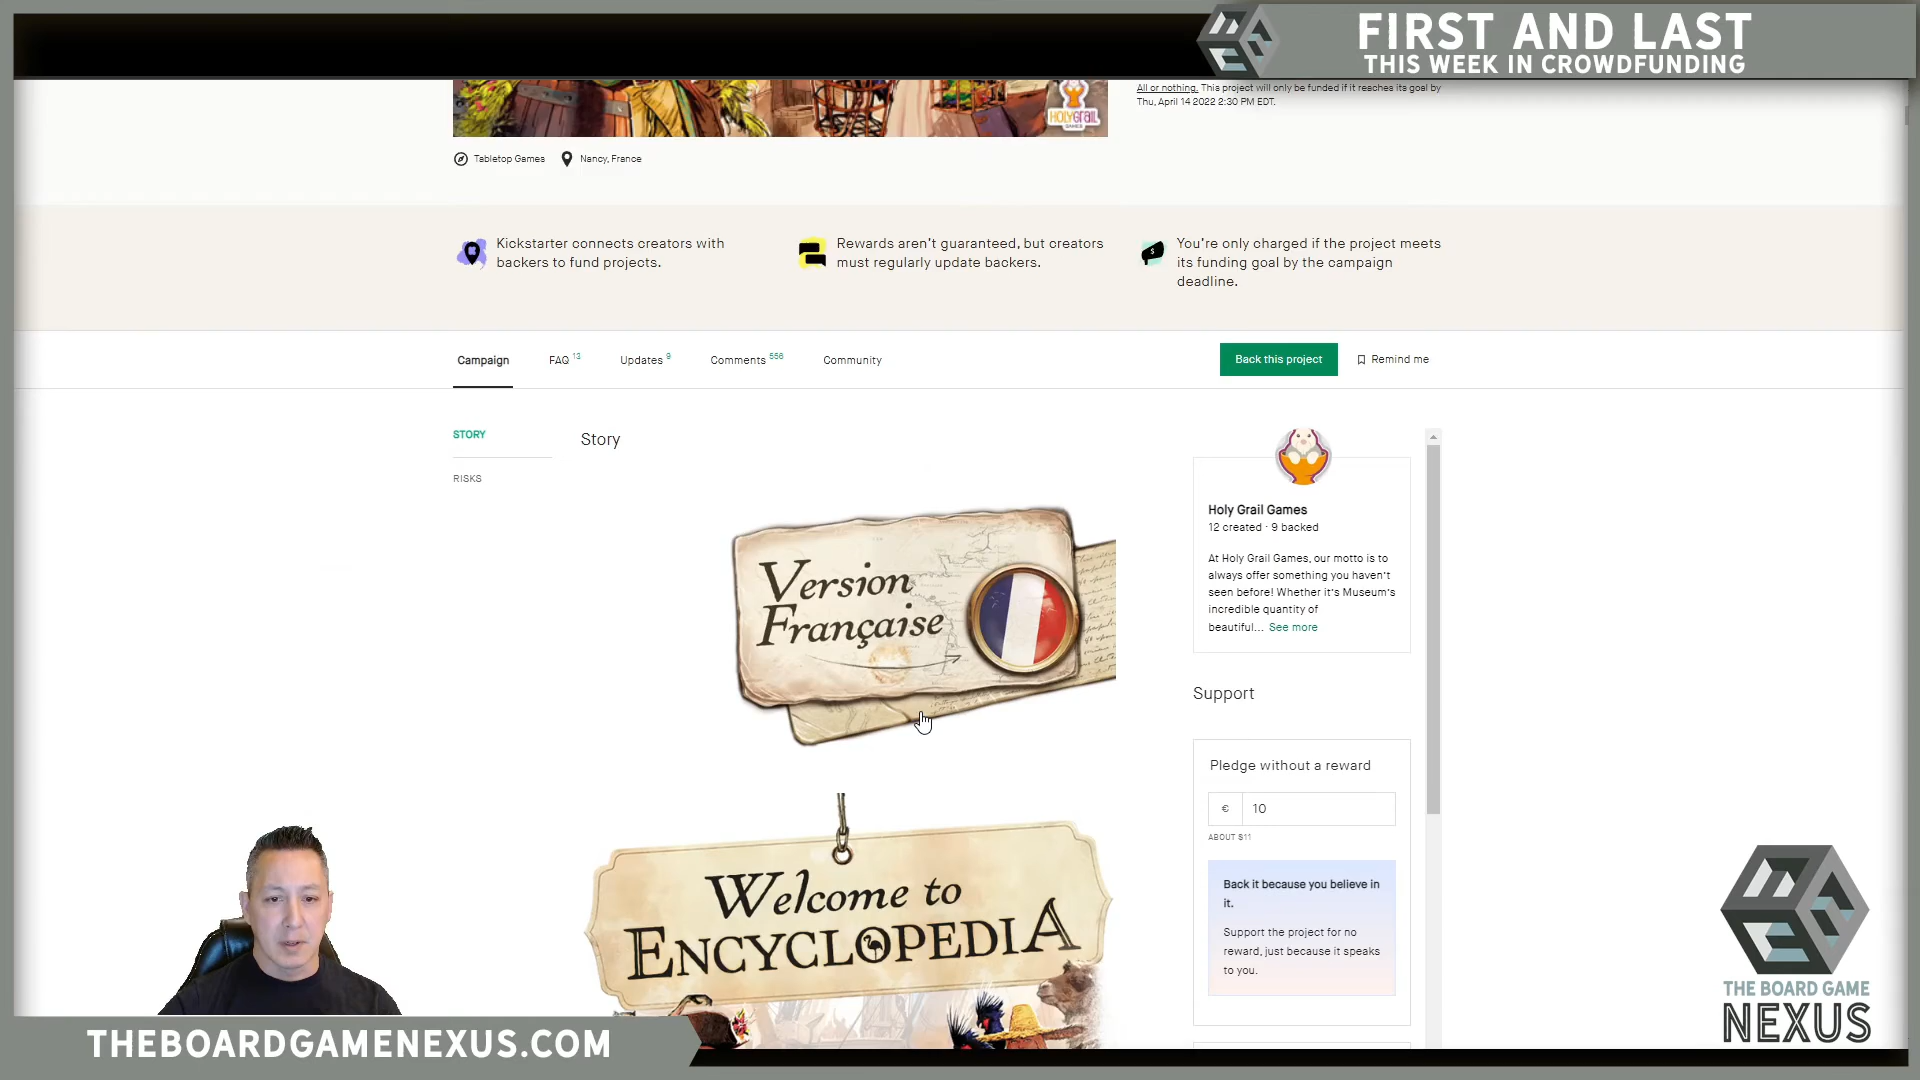 FIRST AND LAST
THIS WEEK IN CROWDFUNDING
All or nothing. This project will only be funded if it reaches its goal by
Thu, April 14 2022 2:30 PM EDT.
HOLYGRAIL
GAMES
Tabletop Games
Nancy, France
Kickstarter connects creators with
backers to fund projects.
Rewards aren't guaranteed, but creators
must regularly update backers.
You're only charged if the project meets
its funding goal by the campaign
deadline.
Campaign
FAQ 13
Updates 9
Comments 556
Community
Back this project
Remind me
STORY
RISKS
Story
Version
Française
Welcome to
ENCYCLOPEDIA
Holy Grail Games
12 created · 9 backed
At Holy Grail Games, our motto is to
always offer something you haven't
seen before! Whether it's Museum's
incredible quantity of
beautiful... See more
Support
Pledge without a reward
€ 10
ABOUT $11
Back it because you believe in
it.
Support the project for no
reward, just because it speaks
to you.
THE BOARD GAME
NEXUS
THEBOARDGAMENEXUS.COM